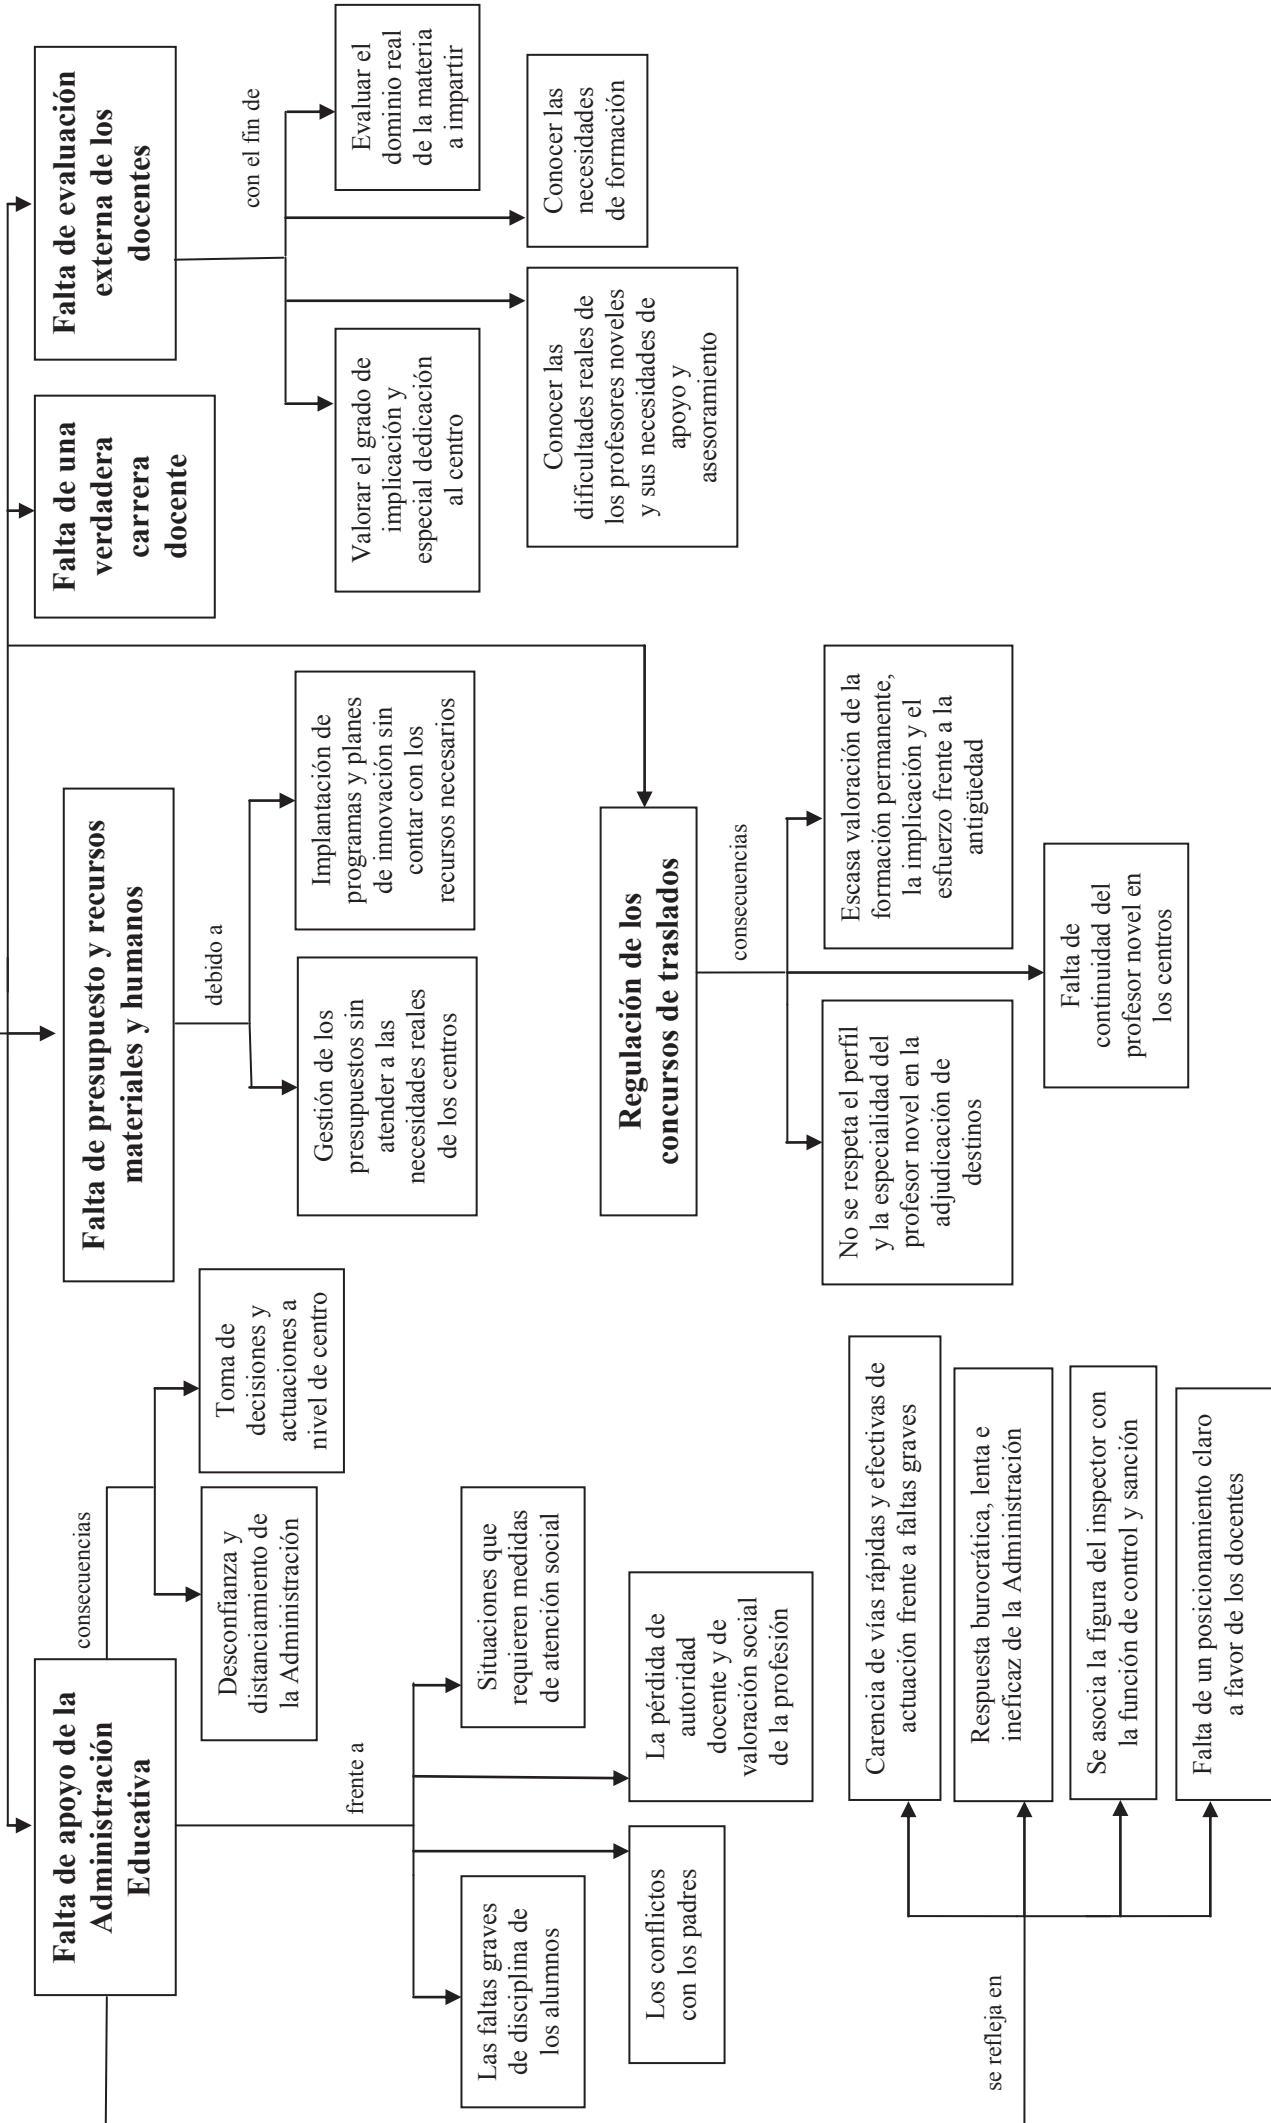 Falta de apoyo de la
Administración
Educativa
consecuencias
Desconfianza y
distanciamiento de
la Administración
Toma de
decisiones y
actuaciones a
nivel de centro
frente a
Las faltas graves
de disciplina de
los alumnos
Los conflictos
con los padres
La pérdida de
autoridad
docente y de
valoración social
de la profesión
Situaciones que
requieren medidas
de atención social
se refleja en
Carencia de vías rápidas y efectivas de
actuación frente a faltas graves
Respuesta burocrática, lenta e
ineficaz de la Administración
Se asocia la figura del inspector con
la función de control y sanción
Falta de un posicionamiento claro
a favor de los docentes
Falta de presupuesto y recursos
materiales y humanos
debido a
Gestión de los
presupuestos sin
atender a las
necesidades reales
de los centros
Implantación de
programas y planes
de innovación sin
contar con los
recursos necesarios
Regulación de los
concursos de traslados
consecuencias
No se respeta el perfil
y la especialidad del
profesor novel en la
adjudicación de
destinos
Falta de
continuidad del
profesor novel en
los centros
Escasa valoración de la
formación permanente,
la implicación y el
esfuerzo frente a la
antigüedad
Falta de una
verdadera
carrera
docente
Falta de evaluación
externa de los
docentes
con el fin de
Valorar el grado de
implicación y
especial dedicación
al centro
Conocer las
dificultades reales de
los profesores noveles
y sus necesidades de
apoyo y
asesoramiento
Conocer las
necesidades
de formación
Evaluar el
dominio real
de la materia
a impartir